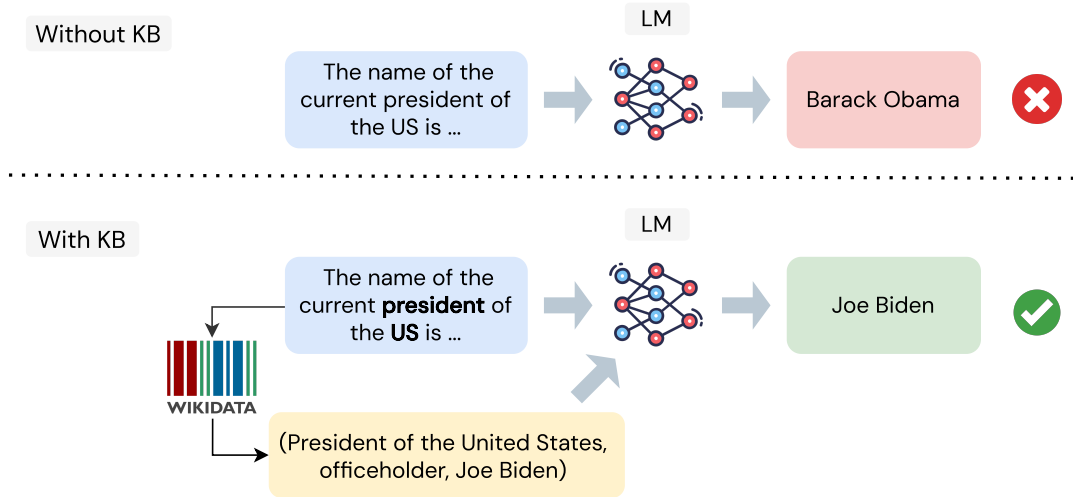 Without KB
LM
The name of the
current president of
the US is ...
Barack Obama
With KB
LM
The name of the
current president of
the US is ...
Joe Biden
WIKIDATA
(President of the United States,
officeholder, Joe Biden)